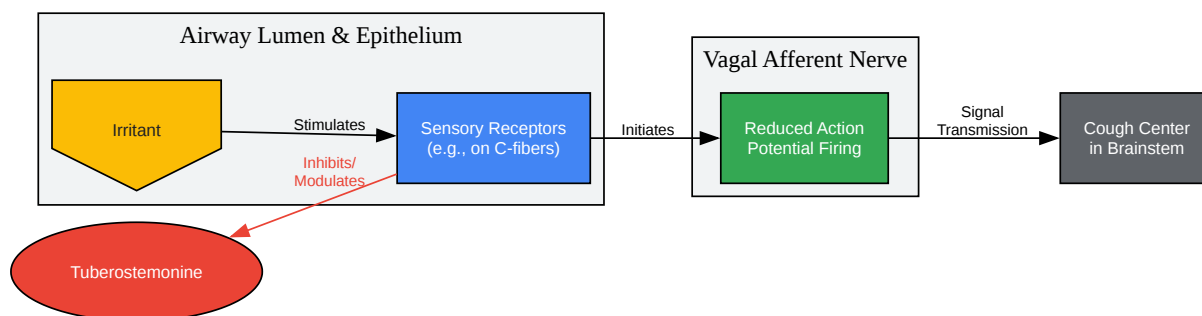 Airway Lumen & Epithelium
Irritant
Stimulates
Sensory Receptors
(e.g., on C-fibers)
Inhibits/
Modulates
Tuberostemonine
Initiates
Vagal Afferent Nerve
Reduced Action
Potential Firing
Signal
Transmission
Cough Center
in Brainstem